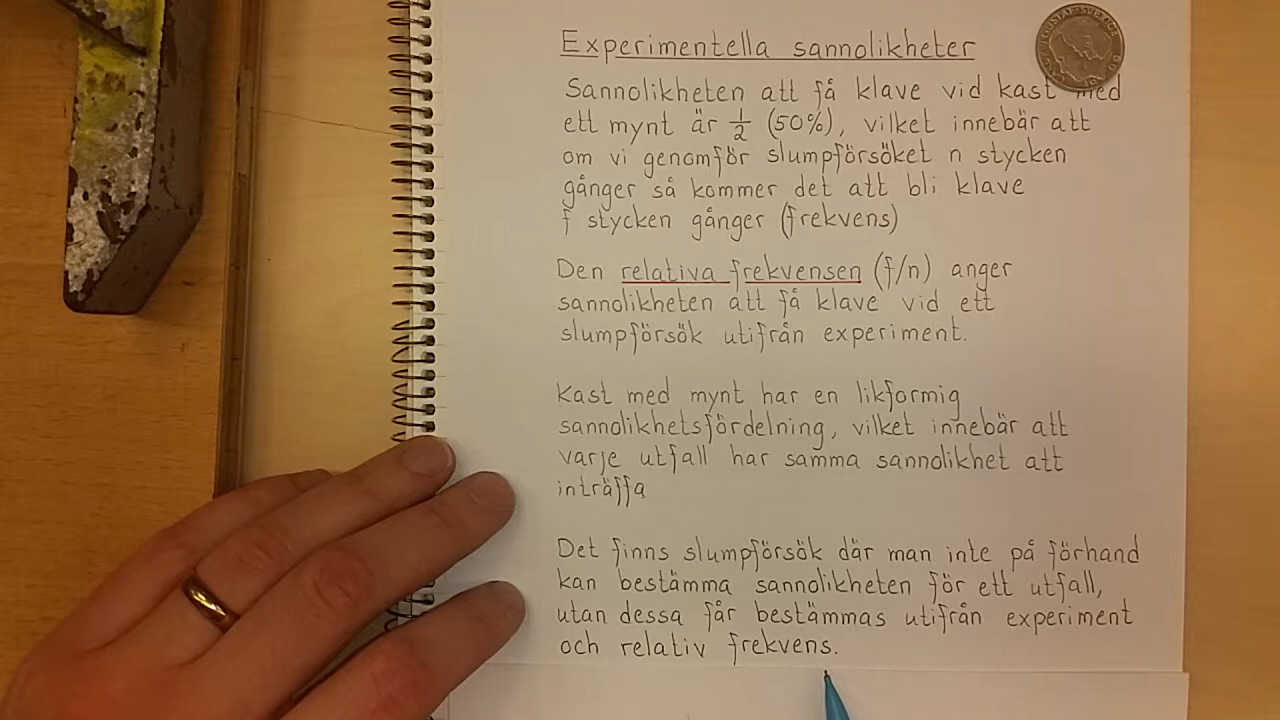 Experimentella sannolikheter
Sannolikheten att få klave vid kast med
ett mynt är 1/2 (50%), vilket innebär att
om vi genomför slumpförsöket n stycken
gånger så kommer det att bli klave
f stycken gånger (frekvens)
Den relativa frekvensen (f/n) anger
sannolikheten att få klave vid ett
slumpförsök utifrån experiment.
Kast med mynt har en likformig
sannolikhetsfördelning, vilket innebär att
varje utfall har samma sannolikhet att
inträffa
Det finns slumpförsök där man inte på förhand
kan bestämma sannolikheten för ett utfall,
utan dessa får bestämmas utifrån experiment
och relativ frekvens.